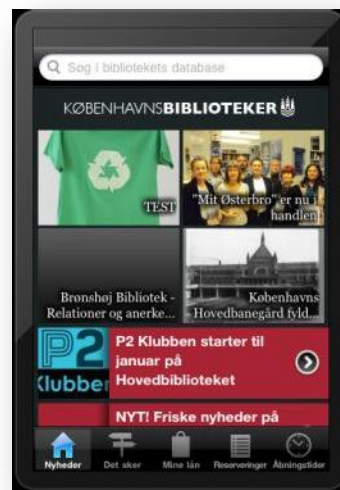 Søg i bibliotekets database
KØBENHAVNSBIBLIOTEKER
TEST
"Mit Østerbro" er nu i
handlen
Brønshøj Bibliotek -
Relationer og anerke...
Københavns
Hovedbanegård fyld...
P2
Klubben
P2 Klubben starter til
januar på
Hovedbiblioteket
NYT! Friske nyheder på
Nyheder
Det sker
Mine lån
Reserveringer
Åbningstider